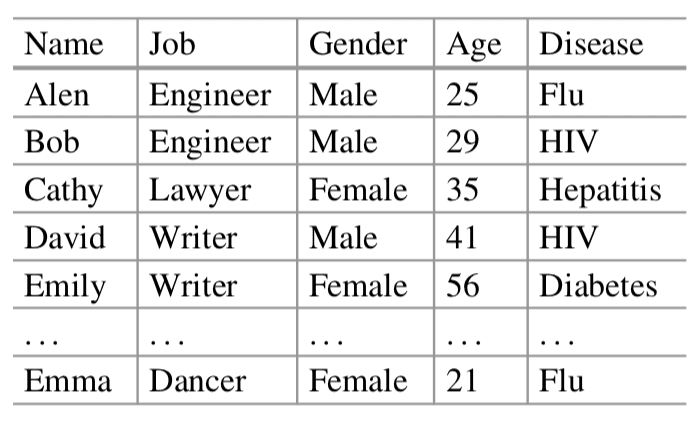 Name Job Gender Age Disease
Alen Engineer Male 25 Flu
Bob Engineer Male 29 HIV
Cathy Lawyer Female 35 Hepatitis
David Writer Male 41 HIV
Emily Writer Female 56 Diabetes
... ... ... ... ...
Emma Dancer Female 21 Flu